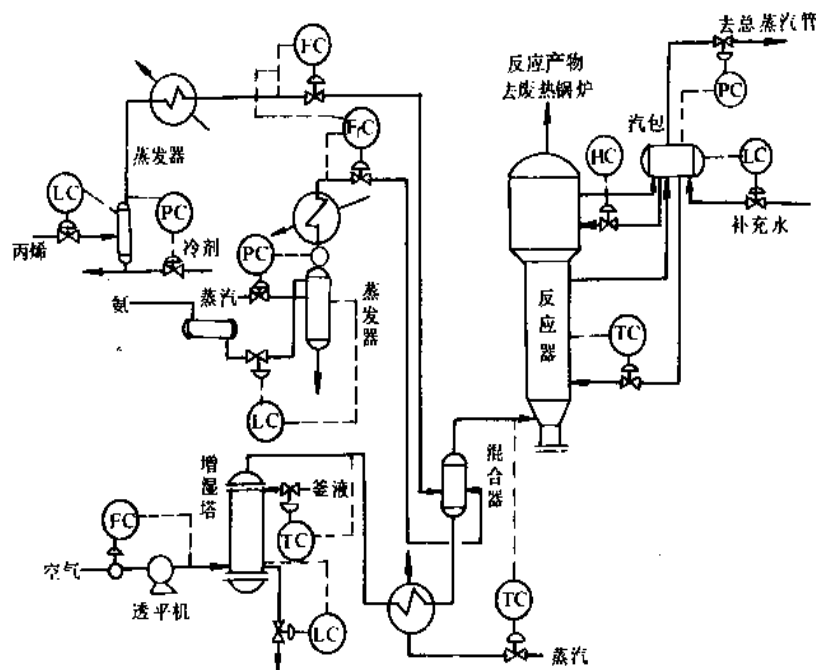 去总蒸汽管
FC
反应产物
去废热锅炉
PC
汽包
FrC
HC
LC
蒸发器
LC
PC
补充水
丙烯
冷剂
PC
蒸汽
蒸发器
反应器
氨
TC
LC
混合器
增湿塔
釜液
FC
TC
空气
透平机
LC
TC
蒸汽